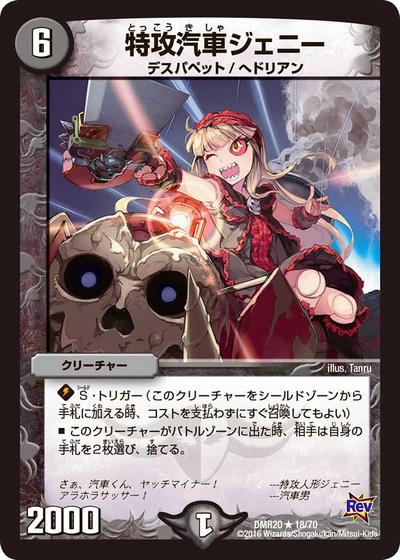 6
とっこう き しゃ
特攻汽車ジェニー
デスパペット / ヘドリアン
クリーチャー
illus. Tanru
シールド
S・トリガー（このクリーチャーをシールドゾーンから
手札に加える時、コストを支払わずにすぐ召喚してもよい）
■ このクリーチャーがバトルゾーンに出た時、相手は自身の
手札を2枚選び、捨てる。
さぁ、汽車くん、ヤッチマイナー！ ---特攻人形ジェニー
アラホラサッサー！ ---汽車男
2000
Rev
DMR20 ★ 18/70
©2016 Wizards/Shogakukan/Mitsui-Kids